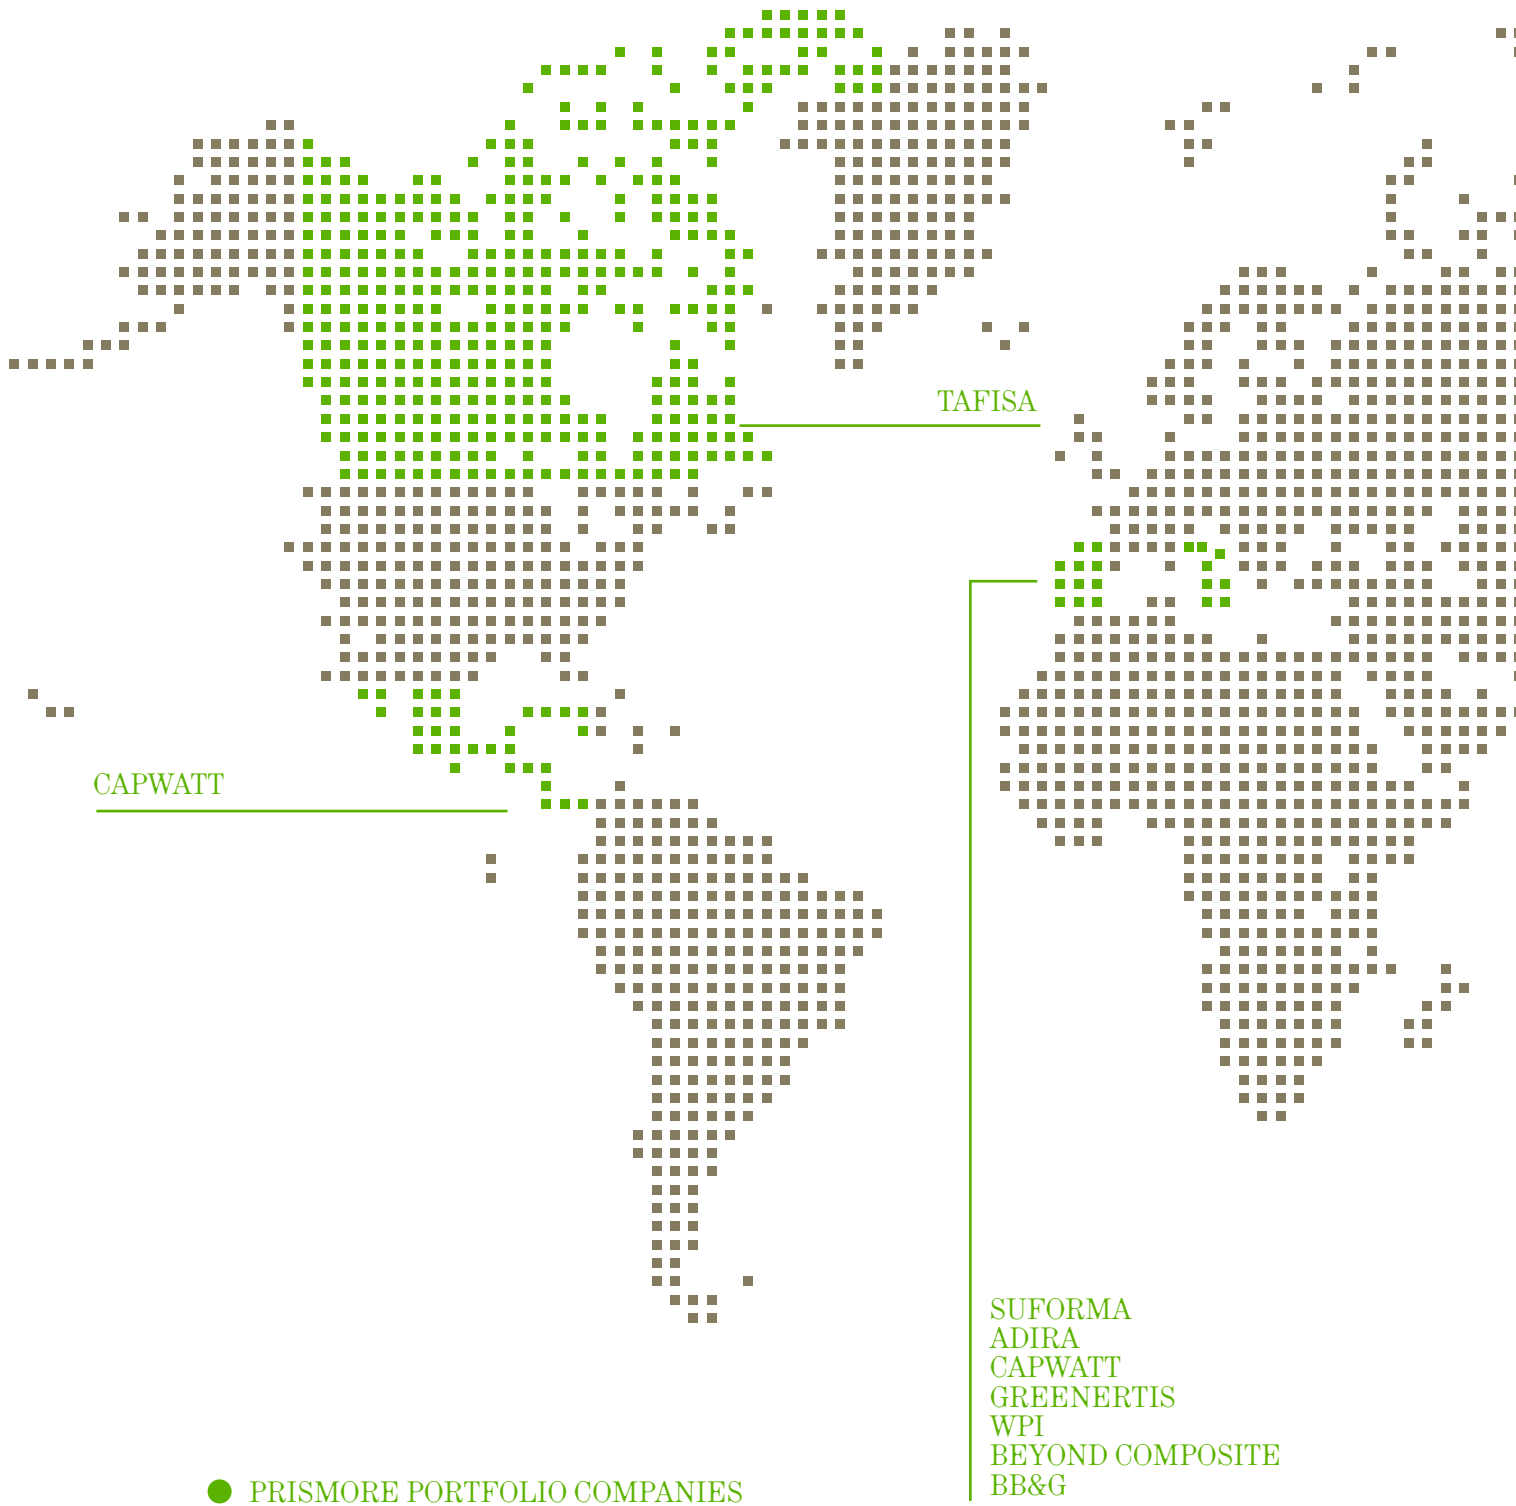 TAFISA
CAPWATT
SUFORMA
ADIRA
CAPWATT
GREENERTIS
WPI
BEYOND COMPOSITE
BB&G
PRISMORE PORTFOLIO COMPANIES